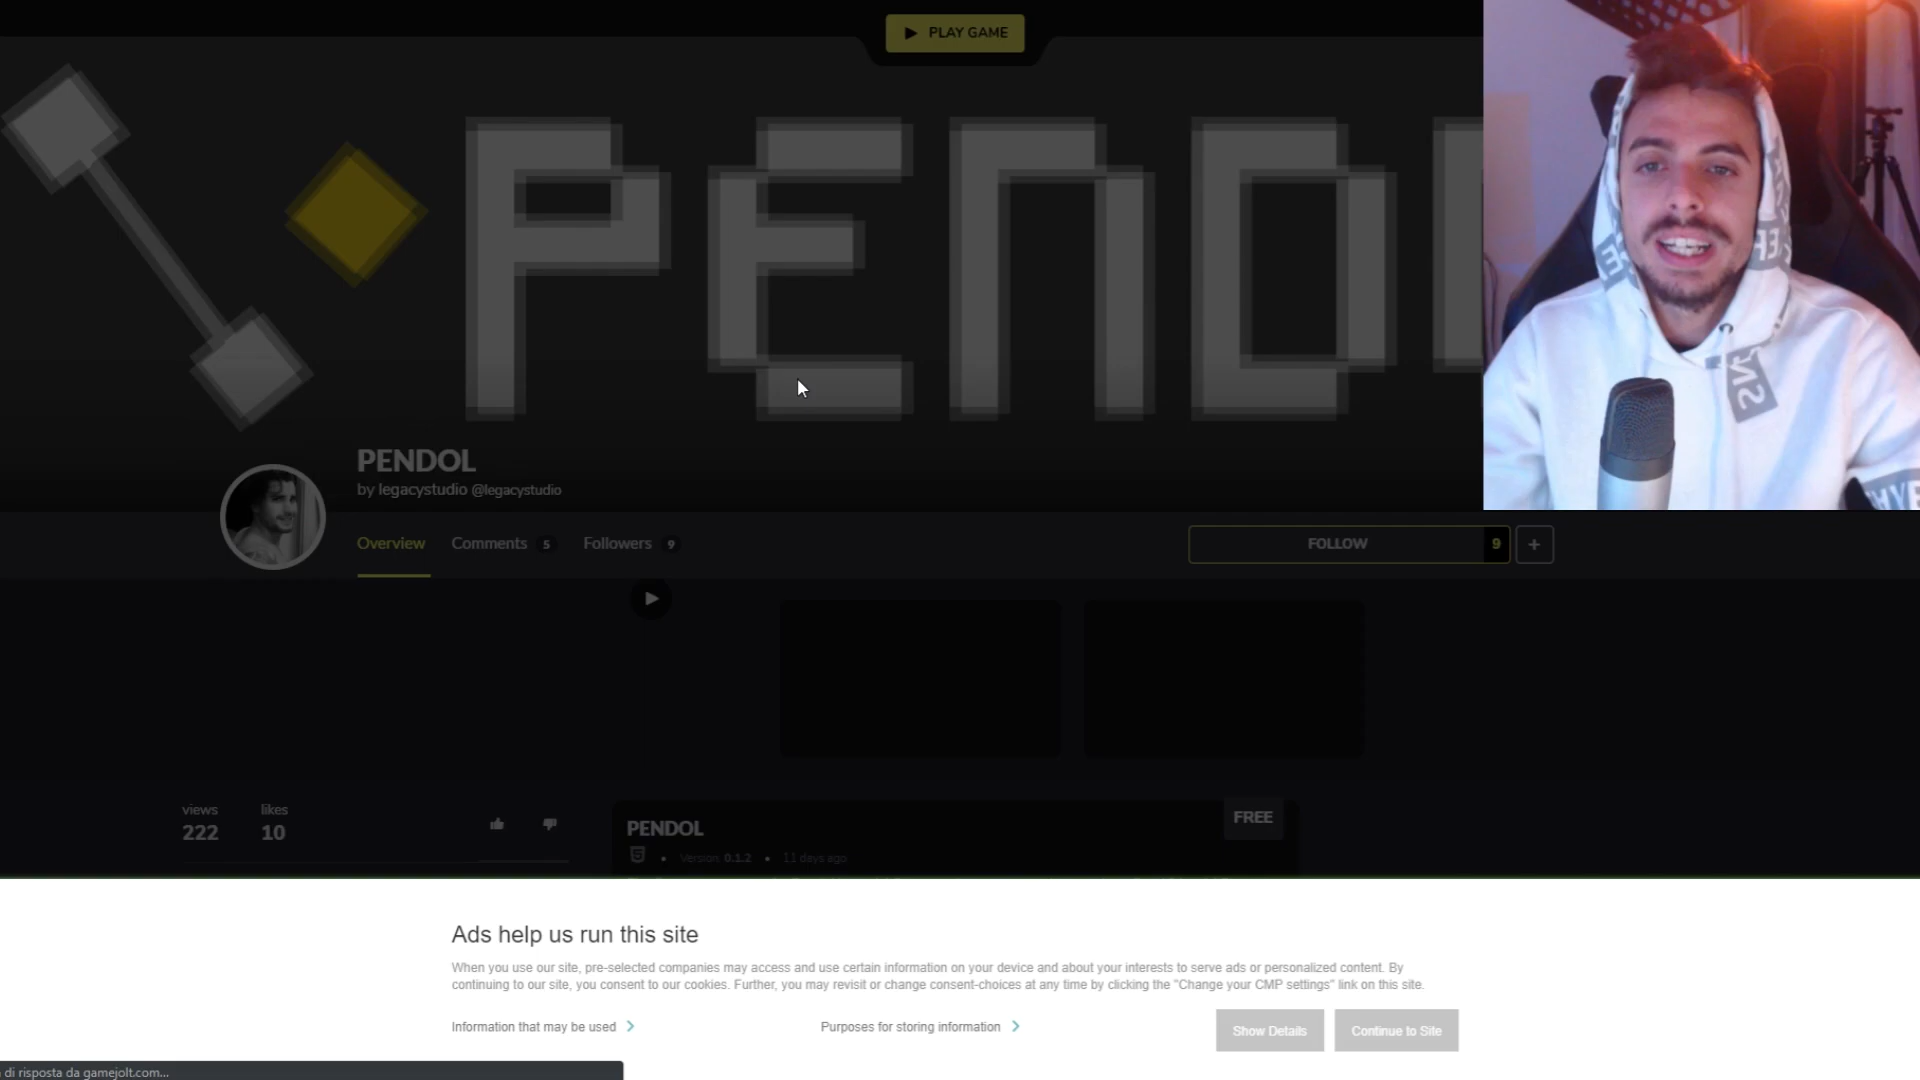 PLAY GAME
PEND
PENDOL
by legacystudio @legacystudio
Overview
Comments 5
Followers 9
FOLLOW 9
+
views
222
likes
10
PENDOL
FREE
Version: 0.1.2 • 11 days ago
Ads help us run this site
When you use our site, pre-selected companies may access and use certain information on your device and about your interests to serve ads or personalized content. By
continuing to our site, you consent to our cookies. Further, you may revisit or change consent-choices at any time by clicking the "Change your CMP settings" link on this site.
Information that may be used
Purposes for storing information
Show Details
Continue to Site
di risposta da gamejolt.com...